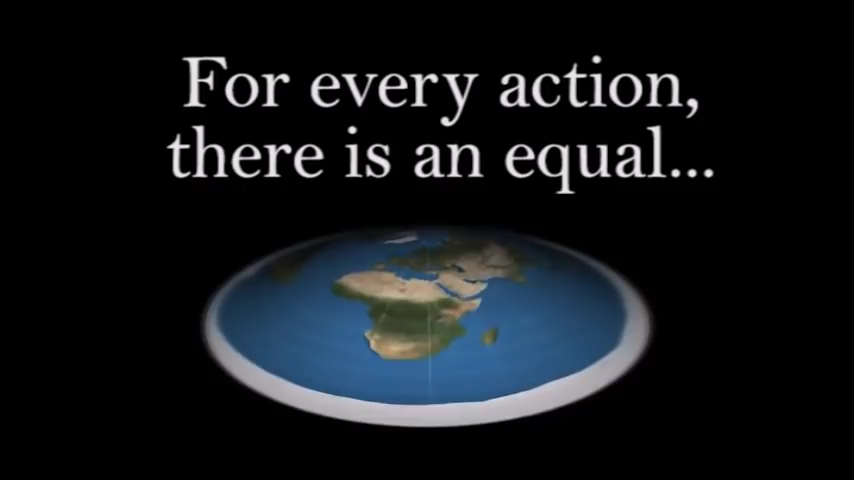 For every action,
there is an equal...